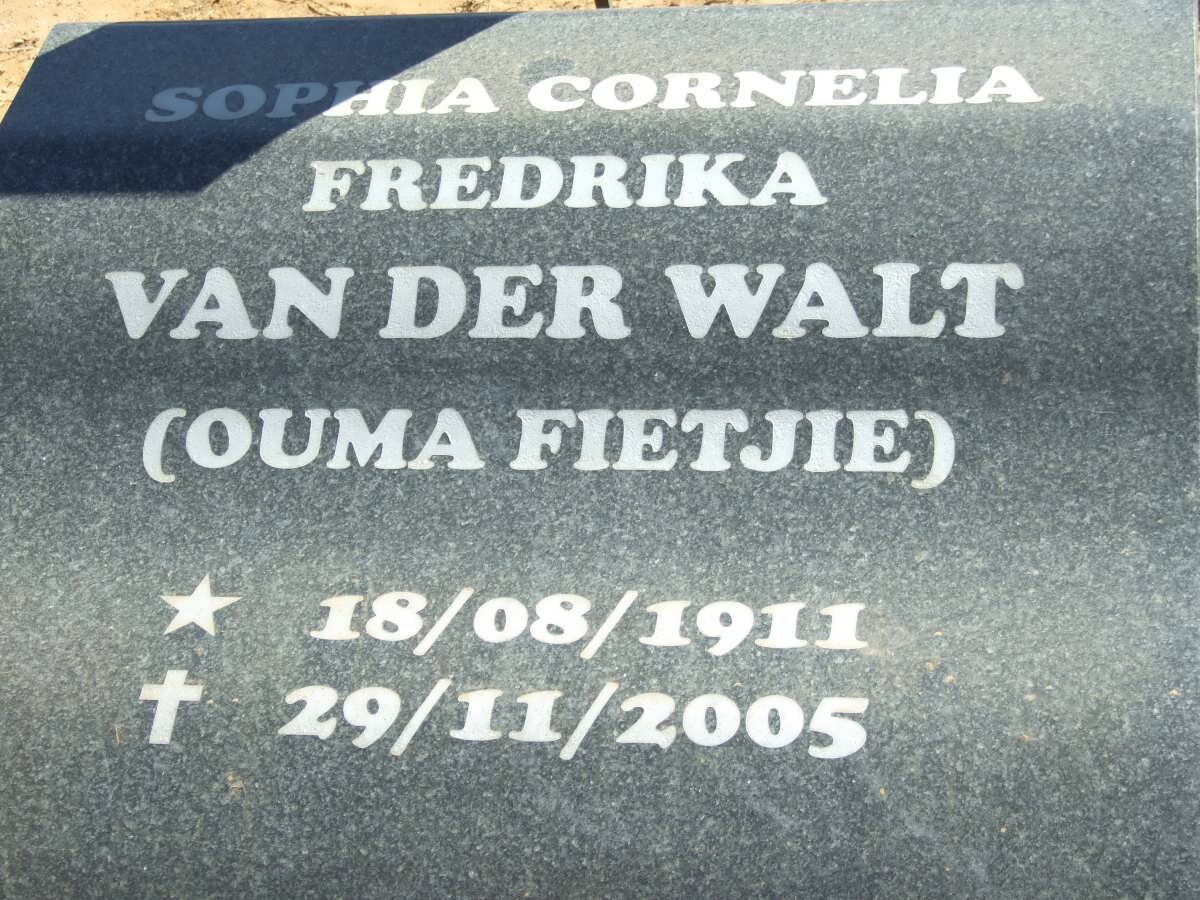 SOPHIA CORNELIA
FREDRIKA
VAN DER WALT
(OUMA FIETJIE)
18/08/1911
29/11/2005